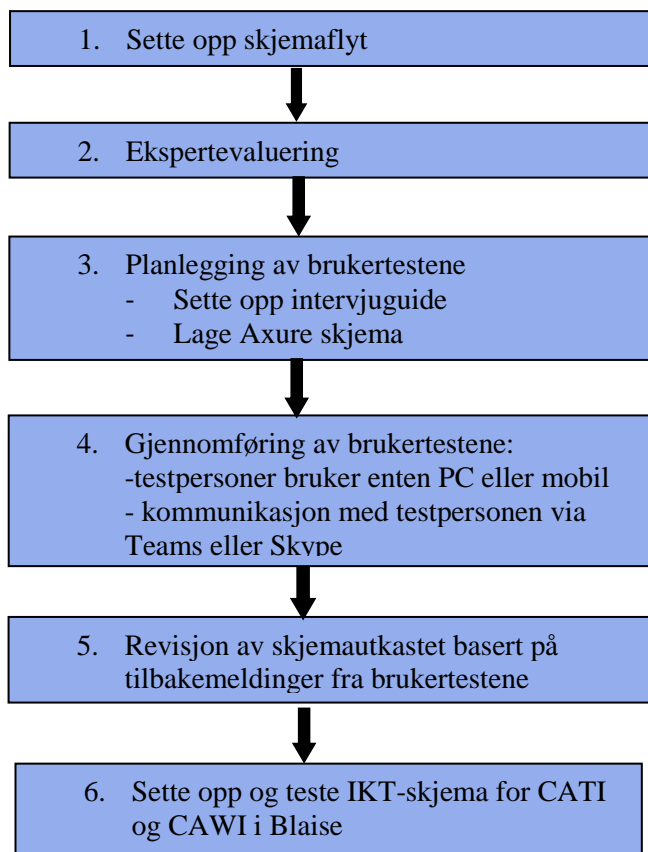 1. Sette opp skjemaflyt
2. Ekspertevaluering
3. Planlegging av brukertestene
- Sette opp intervjuguide
- Lage Axure skjema
4. Gjennomføring av brukertestene:
-testpersoner bruker enten PC eller mobil
- kommunikasjon med testpersonen via
Teams eller Skype
5. Revisjon av skjemautkastet basert på
tilbakemeldinger fra brukertestene
6. Sette opp og teste IKT-skjema for CATI
og CAWI i Blaise